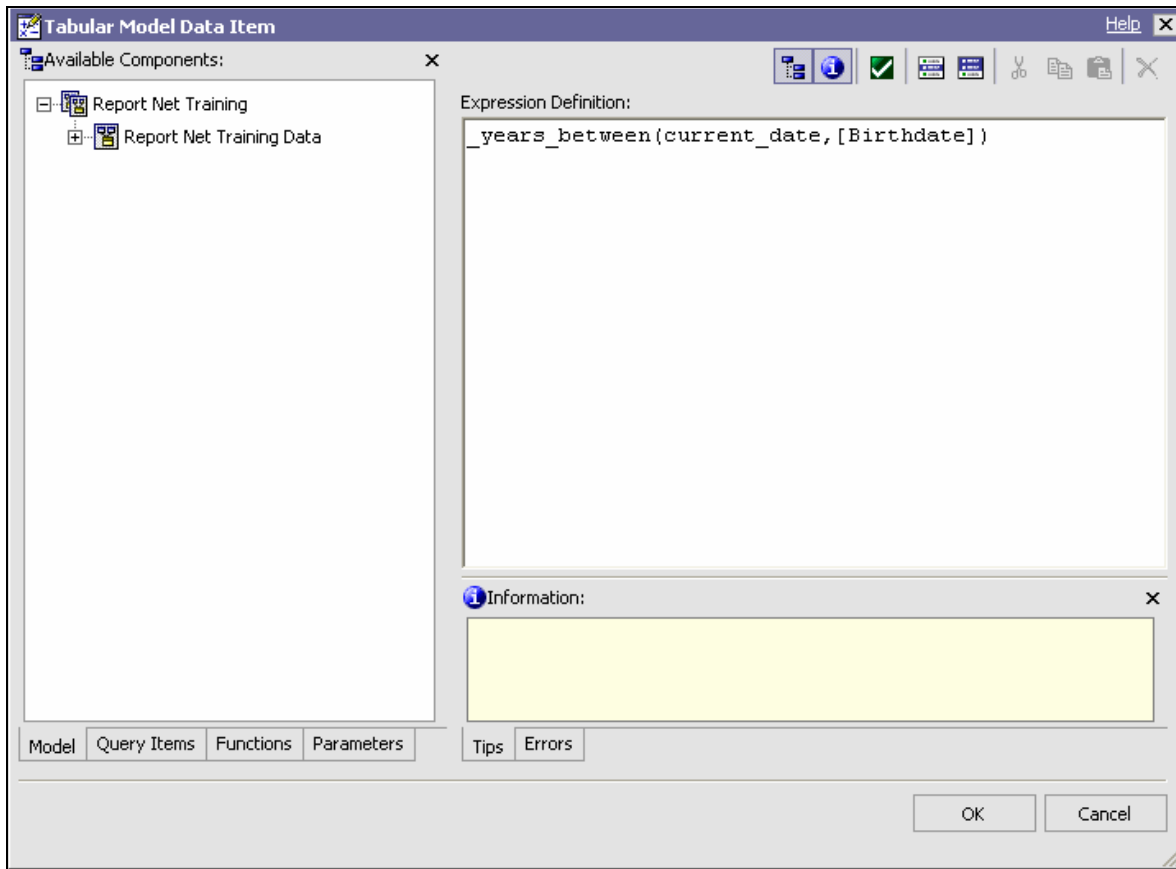 Tabular Model Data Item
Help
Available Components:
Report Net Training
Report Net Training Data
Model
Query Items
Functions
Parameters
Expression Definition:
_years_between(current_date,[Birthdate])
Information:
Tips
Errors
OK
Cancel